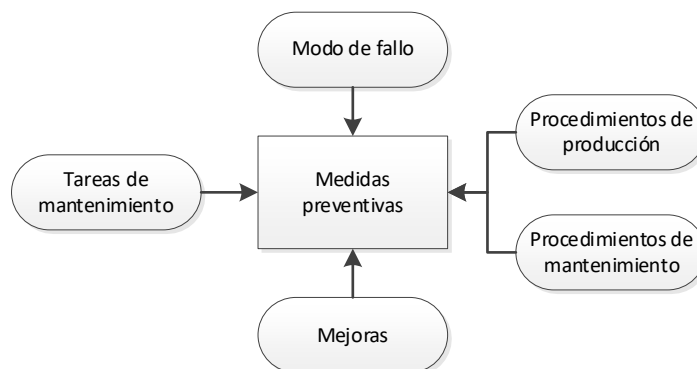 Modo de fallo
Procedimientos de
producción
Tareas de
mantenimiento
Medidas
preventivas
Procedimientos de
mantenimiento
Mejoras